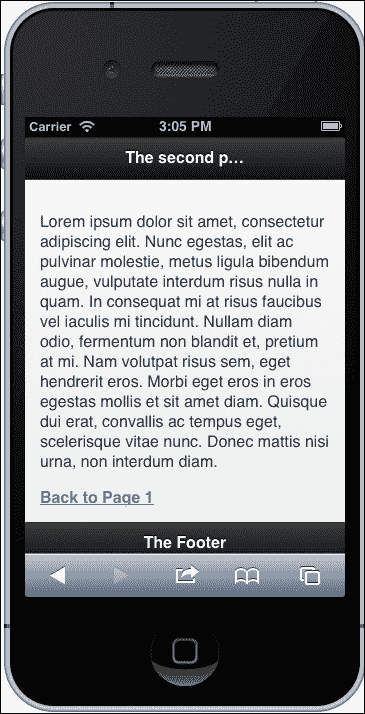 Carrier 3:05 PM
The second p...
Lorem ipsum dolor sit amet, consectetur
adipiscing elit. Nunc egestas, elit ac
pulvinar molestie, metus ligula bibendum
augue, vulputate interdum risus nulla in
quam. In consequat mi at risus faucibus
vel iaculis mi tincidunt. Nullam diam
odio, fermentum non blandit et, pretium
at mi. Nam volutpat risus sem, eget
hendrerit eros. Morbi eget eros in eros
egestas mollis et sit amet diam. Quisque
dui erat, convallis ac tempus eget,
scelerisque vitae nunc. Donec mattis nisi
urna, non interdum diam.
Back to Page 1
The Footer